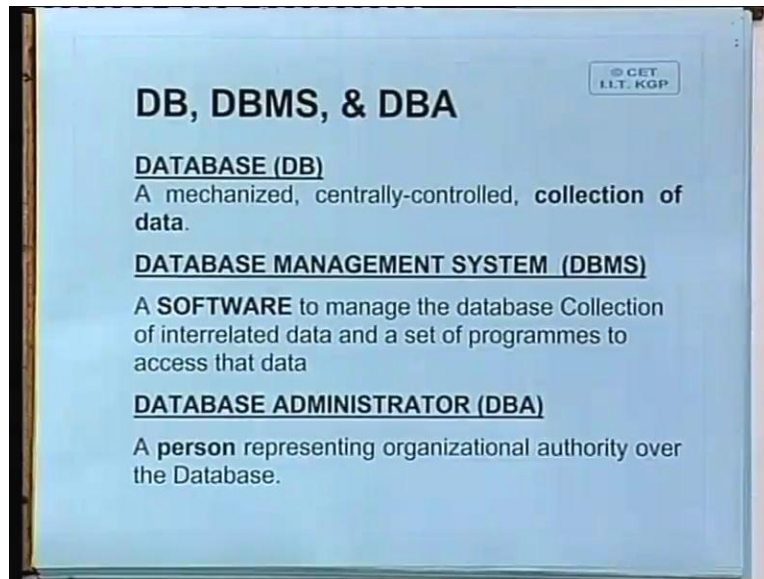 © CET
I.I.T. KGP
DB, DBMS, & DBA
DATABASE (DB)
A mechanized, centrally-controlled, collection of
data.
DATABASE MANAGEMENT SYSTEM (DBMS)
A SOFTWARE to manage the database Collection
of interrelated data and a set of programmes to
access that data
DATABASE ADMINISTRATOR (DBA)
A person representing organizational authority over
the Database.